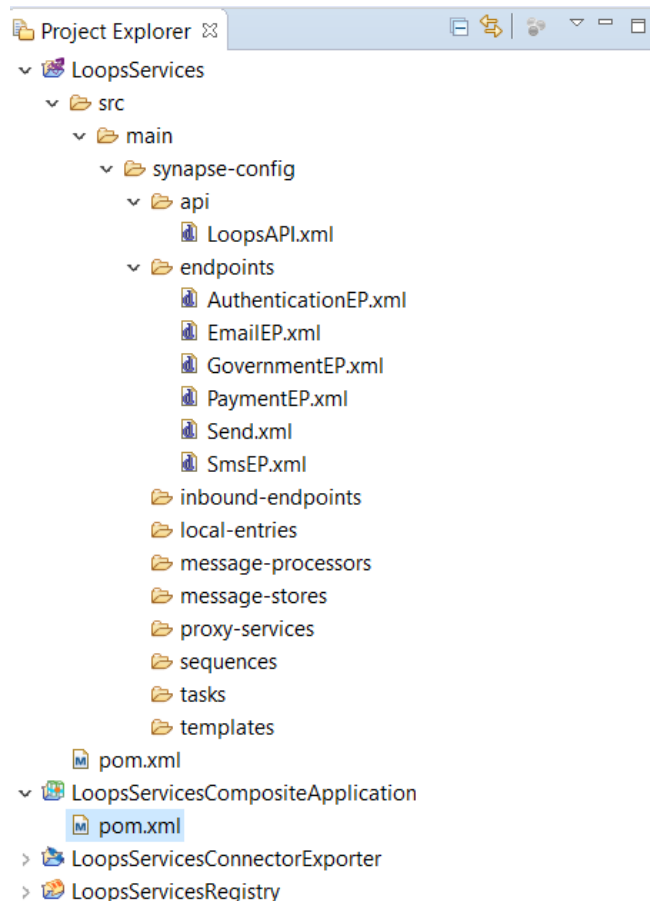 Project Explorer
LoopsServices
src
main
synapse-config
api
LoopsAPI.xml
endpoints
AuthenticationEP.xml
EmailEP.xml
GovernmentEP.xml
PaymentEP.xml
Send.xml
SmsEP.xml
inbound-endpoints
local-entries
message-processors
message-stores
proxy-services
sequences
tasks
templates
pom.xml
LoopsServicesCompositeApplication
pom.xml
LoopsServicesConnectorExporter
LoopsServicesRegistry